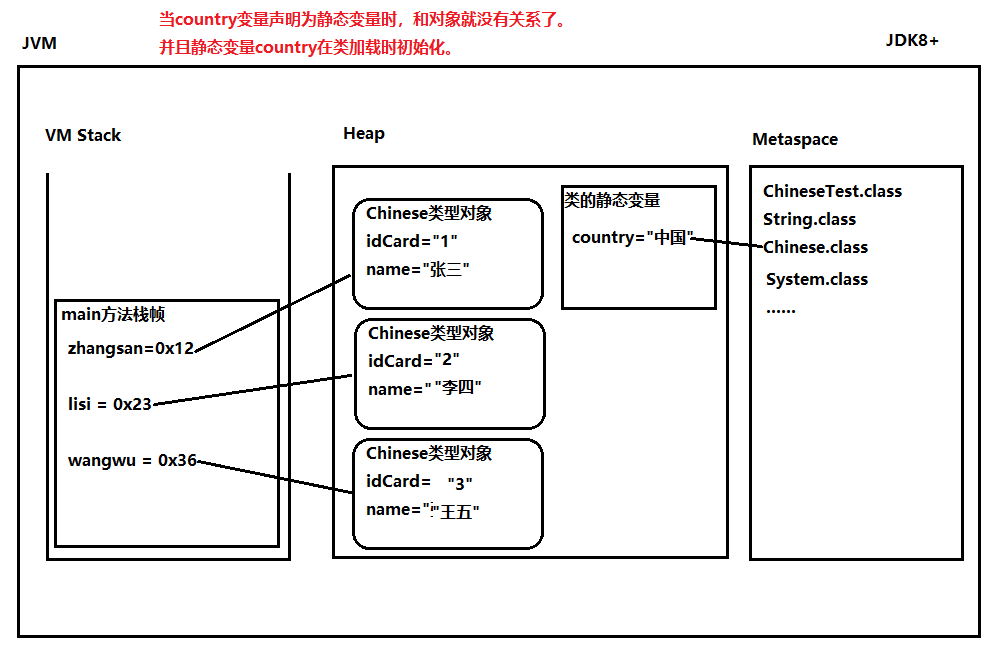 当country变量声明为静态变量时，和对象就没有关系了。
并且静态变量country在类加载时初始化。
JVM
JDK8+
VM Stack
main方法栈帧
zhangsan=0x12
lisi = 0x23
wangwu = 0x36
Heap
Chinese类型对象
idCard="1"
name="张三"
Chinese类型对象
idCard="2"
name=" "李四"
Chinese类型对象
idCard= "3"
name=" "王五"
类的静态变量
country="中国"
Metaspace
ChineseTest.class
String.class
Chinese.class
System.class
......